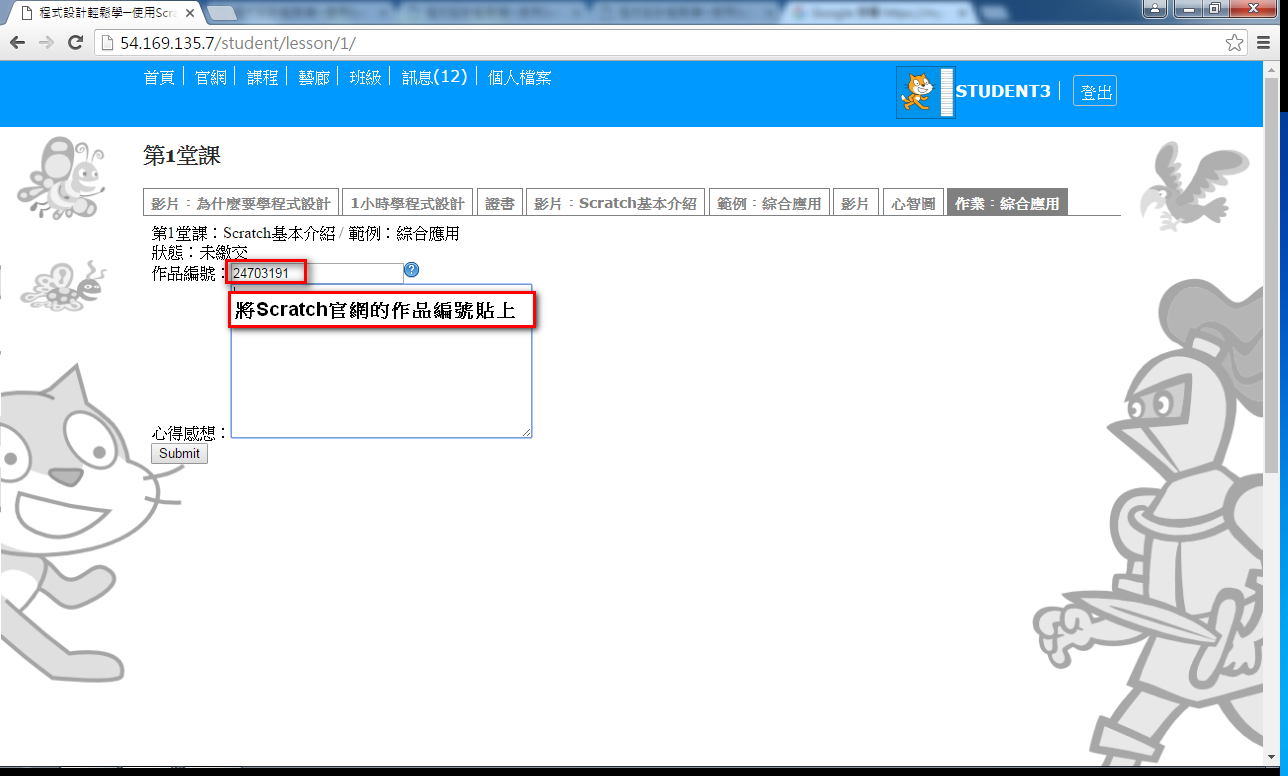 程式設計輕鬆學─使用Scra
54.169.135.7/student/lesson/1/
首頁 官網 課程 藝廊 班級 訊息(12) 個人檔案
STUDENT3 登出
第1堂課
影片：為什麼要學程式設計 1小時學程式設計 證書 影片：Scratch基本介紹 範例：綜合應用 影片 心智圖 作業：綜合應用
第1堂課：Scratch基本介紹 / 範例：綜合應用
狀態：未繳交
作品編號：24703191
將Scratch官網的作品編號貼上
心得感想：
Submit